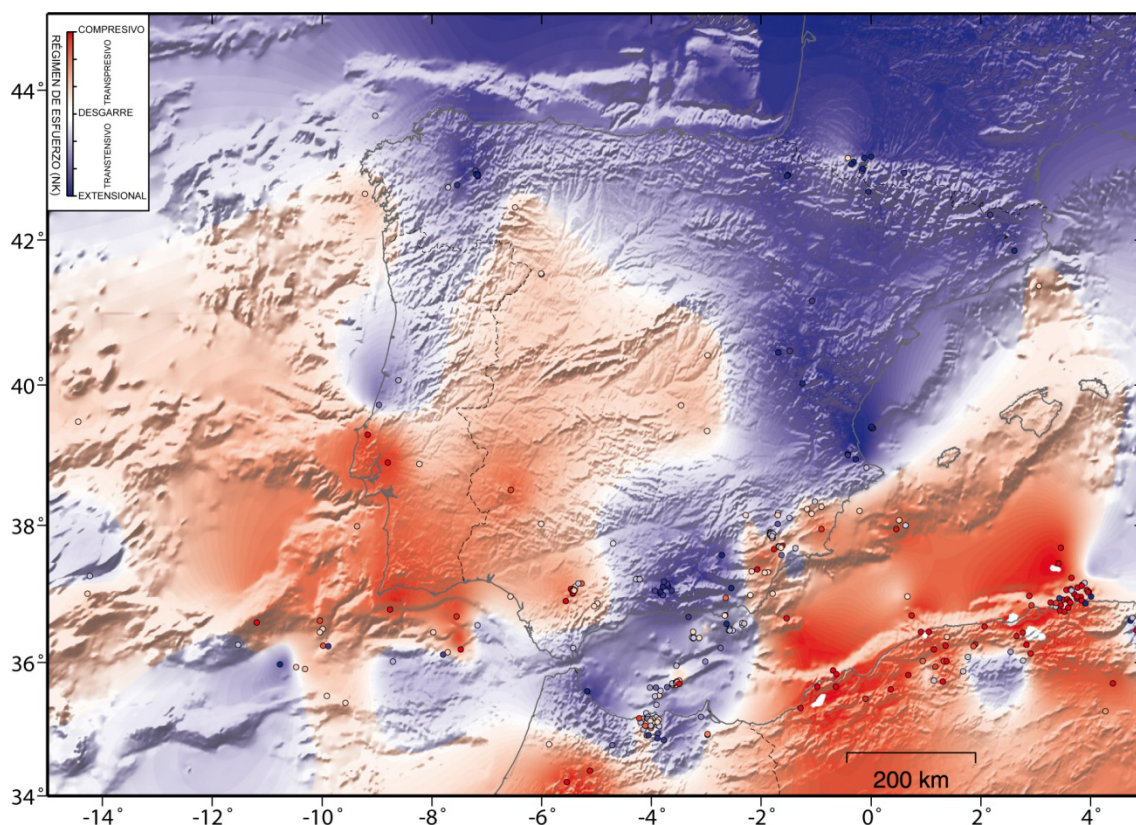 COMPRESIVO
TRANSPRESIVO
DESGARRE
TRANSTENSIVO
EXTENSIONAL
RÉGIMEN DE ESFUERZO (NK)
44°
42°
40°
38°
36°
34°
200 km
-14° -12° -10° -8° -6° -4° -2° 0° 2° 4°